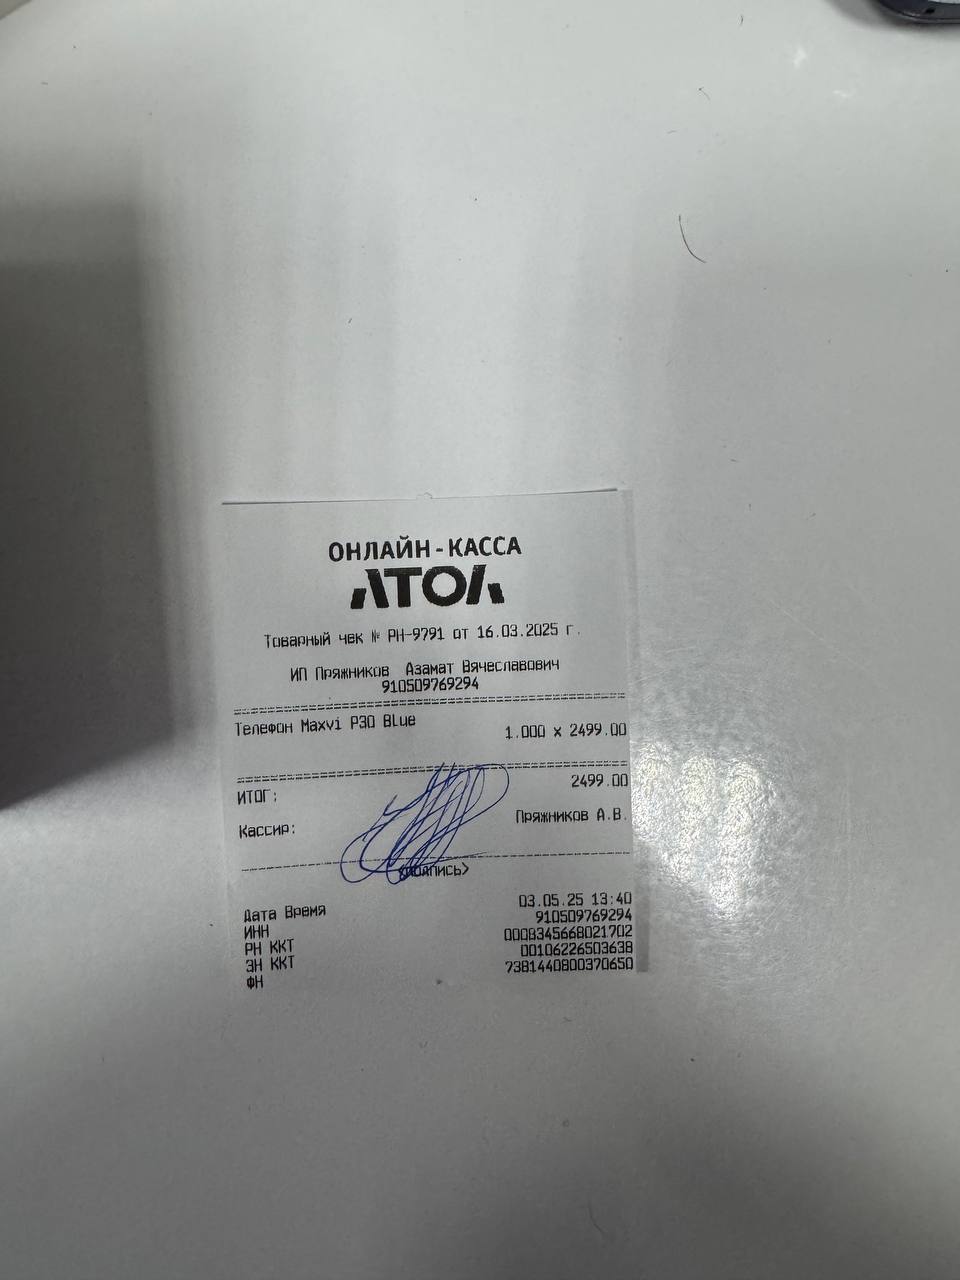 ОНЛАЙН-КАССА
АТОЛ
Товарный чек № РН-9791 от 16.03.2025 г.
ИП Пряжников Азамат Вячеславович
910509769294
Телефон Maxvi P30 BLue
1.000 x 2499.00
ИТОГ: 2499.00
Кассир: Пряжников А.В.
<подпись>
Дата Время 03.05.25 13:40
ИНН 910509769294
РН ККТ 0008345668021702
ЗН ККТ 00106226503638
ФН 7381440800370650